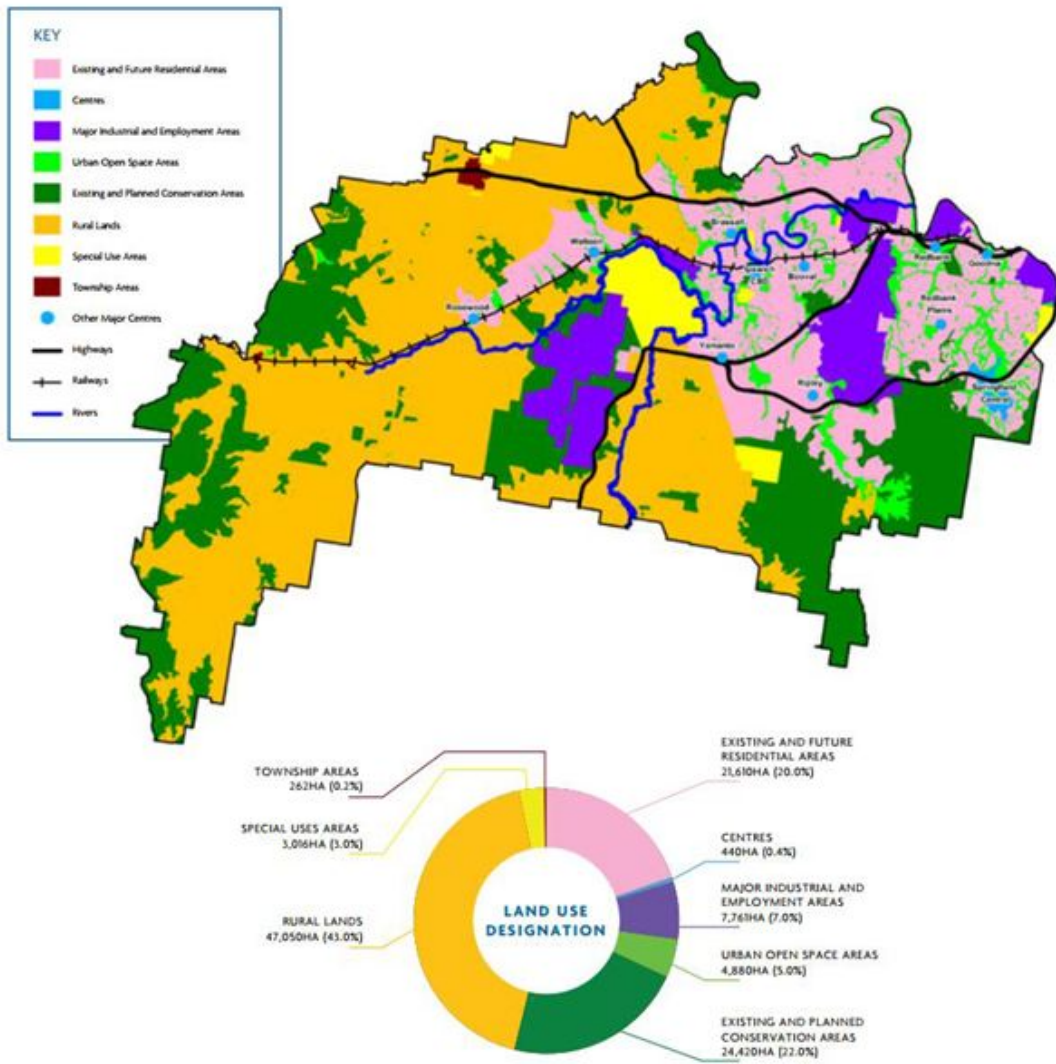 KEY
Existing and Future Residential Areas
Centres
Major Industrial and Employment Areas
Urban Open Space Areas
Existing and Planned Conservation Areas
Rural Lands
Special Use Areas
Township Areas
Other Major Centres
Highways
Railways
Rivers
Brassall
Walloon
Ipswich
CBD
Booval
Redbank
Goodna
Rosewood
Redbank
Plains
Yamanto
Ripley
Springfield
Central
EXISTING AND FUTURE
RESIDENTIAL AREAS
21,610HA (20.0%)
TOWNSHIP AREAS
262HA (0.2%)
SPECIAL USES AREAS
3,016HA (3.0%)
CENTRES
440HA (0.4%)
MAJOR INDUSTRIAL AND
EMPLOYMENT AREAS
7,761HA (7.0%)
LAND USE
DESIGNATION
RURAL LANDS
47,050HA (43.0%)
URBAN OPEN SPACE AREAS
4,880HA (5.0%)
EXISTING AND PLANNED
CONSERVATION AREAS
24,420HA (22.0%)